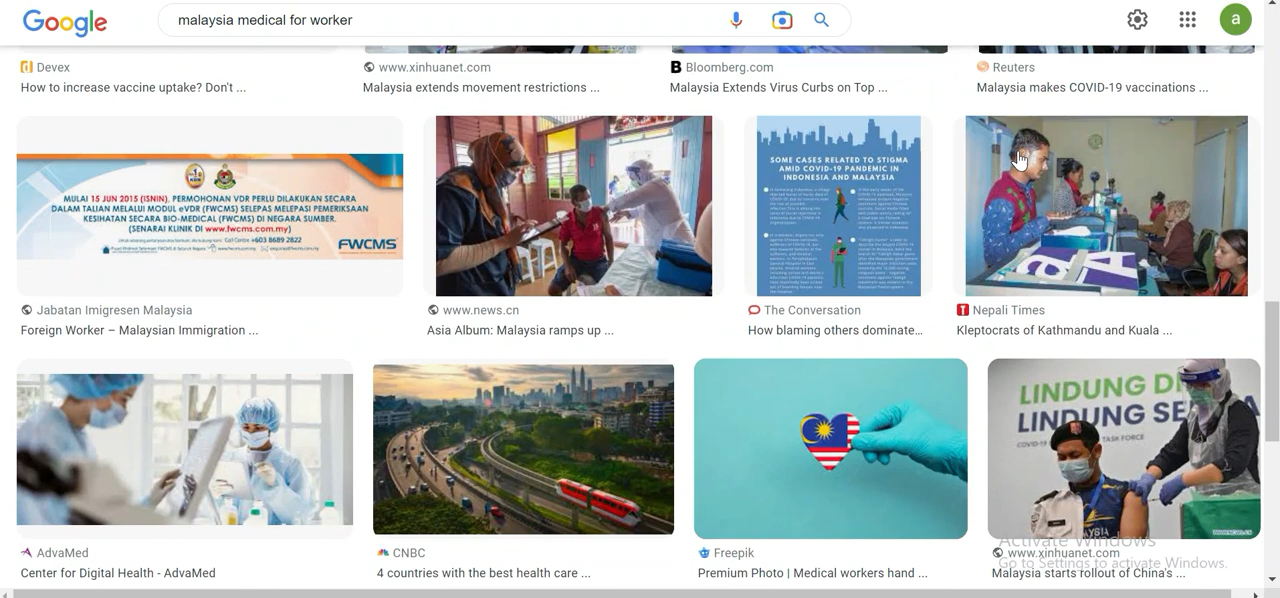 Google
malaysia medical for worker
a
Devex
www.xinhuanet.com
Bloomberg.com
Reuters
How to increase vaccine uptake? Don't ...
Malaysia extends movement restrictions ...
Malaysia Extends Virus Curbs on Top ...
Malaysia makes COVID-19 vaccinations ...
MULAI 15 JUN 2015 (ISNIN), PERMOHONAN VDR PERLU DILAKUKAN SECARA
DALAM TALIAN MELALUI MODUL eVDR (FWCMS) SELEPAS MELEPASI PEMERIKSAAN
KESIHATAN SECARA BIO-MEDICAL (FWCMS) DI NEGARA SUMBER.
(SENARAI KLINIK DI www.fwcms.com.my)
Call Centre +603 8689 2822
FWCMS
SOME CASES RELATED TO STIGMA
AMID COVID-19 PANDEMIC IN
INDONESIA AND MALAYSIA
Jabatan Imigresen Malaysia
www.news.cn
The Conversation
Nepali Times
Foreign Worker – Malaysian Immigration ...
Asia Album: Malaysia ramps up ...
How blaming others dominate...
Kleptocrats of Kathmandu and Kuala ...
LINDUNG DI
LINDUNG SE
TASK FORCE
AdvaMed
CNBC
Freepik
www.xinhuanet.com
Center for Digital Health - AdvaMed
4 countries with the best health care ...
Premium Photo | Medical workers hand ...
Malaysia starts rollout of China's ...
Activate Windows
Go to Settings to activate Windows.